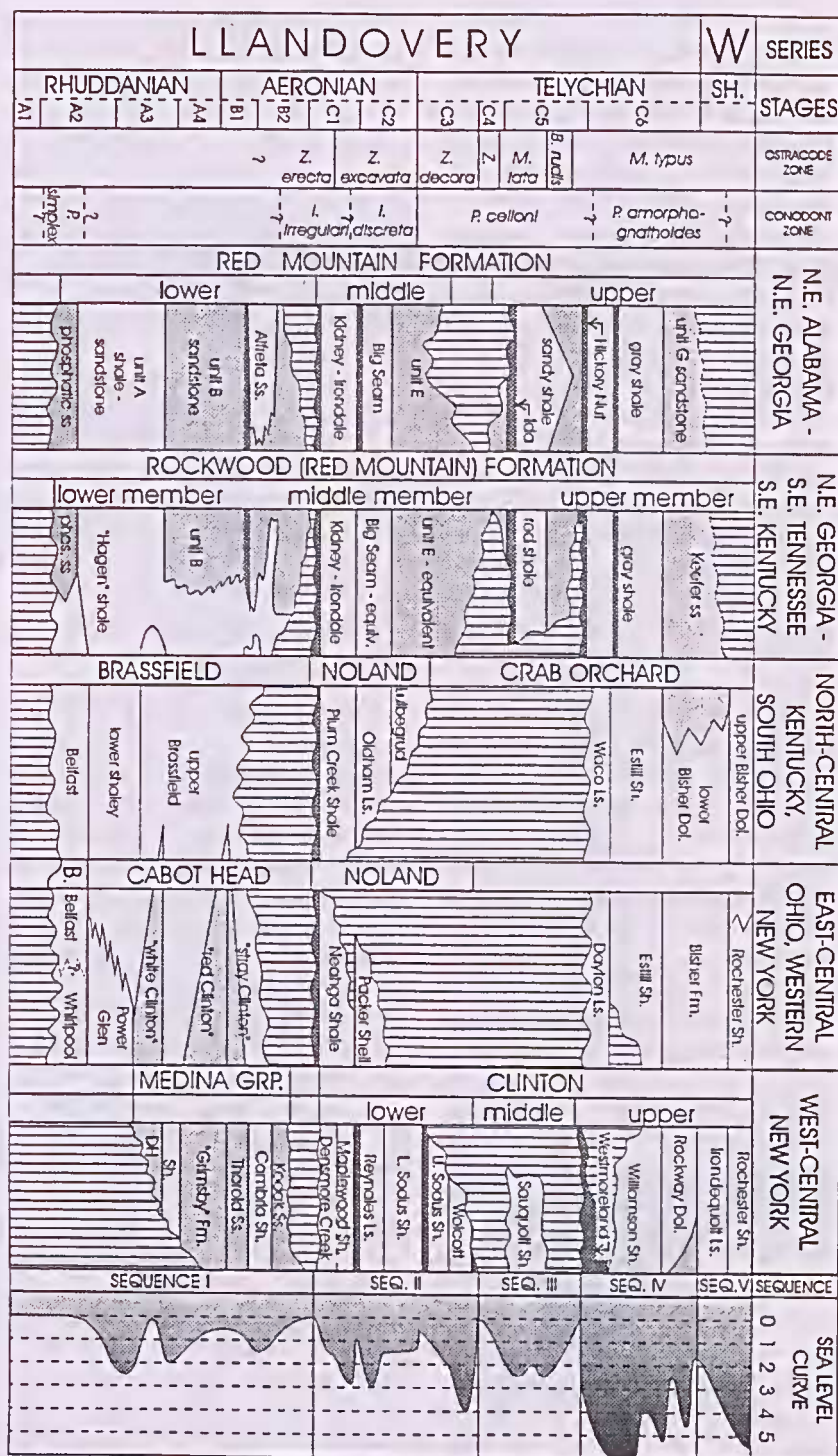 LLANDOVERY
W
SERIES
RHUDDANIAN
AERONIAN
TELYCHIAN
SH.
STAGES
A1
A2
A3
A4
B1
B2
C1
C2
C3
C4
C5
C6
?
Z. erecta
Z. excavata
Z. decora
Z
M. lata
B. rudis
M. typus
OSTRACODE ZONE
simplex
P.
?
?
I. irregulari
?
I. discreta
P. celloni
?
P. amorpho-gnathoides
?
CONODONT ZONE
RED MOUNTAIN FORMATION
lower
middle
upper
N.E. ALABAMA - N.E. GEORGIA
phosphatic ss
unit A shale - sandstone
unit B sandstone
Alfretta Ss.
Kidney - Irondale
Big Seam
unit E
Ida
sandy shale
Hickory Nut
gray shale
unit G sandstone
ROCKWOOD (RED MOUNTAIN) FORMATION
lower member
middle member
upper member
N.E. GEORGIA - S.E. TENNESSEE S.E. KENTUCKY
phos. ss
"Hagen" shale
unit B
Kidney - Irondale
Big Seam - equiv.
unit E - equivalent
red shale
gray shale
Keefer ss
BRASSFIELD
NOLAND
CRAB ORCHARD
NORTH-CENTRAL KENTUCKY, SOUTH OHIO
Belfast
lower shaley
upper Brassfield
Plum Creek Shale
Oldham Ls.
Lulbegrud
Waco Ls.
Estill Sh.
lower Bisher Dol.
upper Bisher Dol.
B.
CABOT HEAD
NOLAND
EAST-CENTRAL OHIO, WESTERN NEW YORK
Belfast -?- Whirlpool
Power Glen
"white Clinton"
"red Clinton"
"stray Clinton"
Neahga Shale
Packer Shell
Dayton Ls.
Estill Sh.
Bisher Fm.
Rochester Sh.
MEDINA GRP.
CLINTON
lower
middle
upper
WEST-CENTRAL NEW YORK
DH Sh.
"Grimsby" Fm.
Thorold Ss.
Cambria Sh.
Kodak Ss.
Densmore Creek
Maplewood Sh.
Reynales Ls.
L. Sodus Sh.
U. Sodus Sh.
Wolcott
Sauquoit Sh.
Westmoreland
Williamson Sh.
Rockway Dol.
Irondequoit Ls.
Rochester Sh.
SEQUENCE I
SEQ. II
SEQ. III
SEQ. IV
SEQ. V
SEQUENCE
0
1
2
3
4
5
SEA LEVEL CURVE